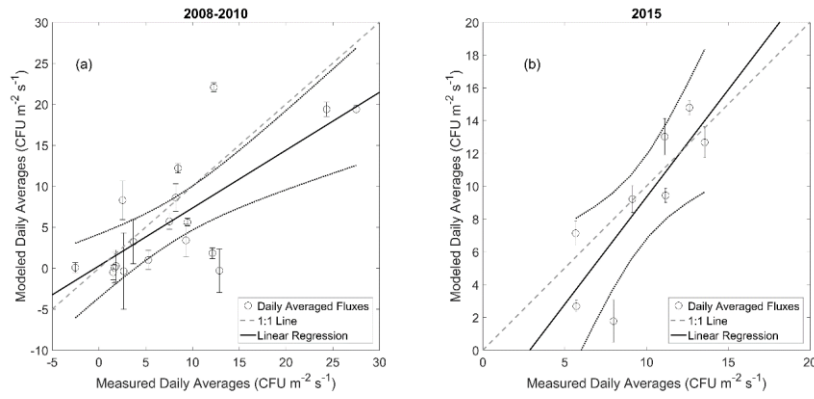 2008-2010
(a)
Modeled Daily Averages (CFU m-2 s-1)
30
25
20
15
10
5
0
-5
-10
-5 0 5 10 15 20 25 30
Measured Daily Averages (CFU m-2 s-1)
Daily Averaged Fluxes
1:1 Line
Linear Regression
2015
(b)
Modeled Daily Averages (CFU m-2 s-1)
20
18
16
14
12
10
8
6
4
2
0
0 5 10 15 20
Measured Daily Averages (CFU m-2 s-1)
Daily Averaged Fluxes
1:1 Line
Linear Regression